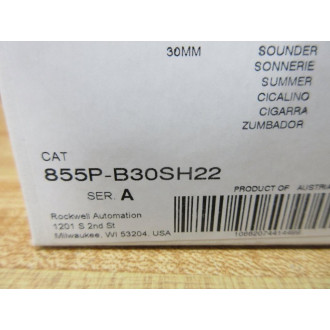 30MM SOUNDER
SONNERIE
SUMMER
CICALINO
CIGARRA
ZUMBADOR
CAT
855P-B30SH22
SER. A
PRODUCT OF AUSTRIA
Rockwell Automation
1201 S 2nd St
Milwaukee, WI 53204, USA